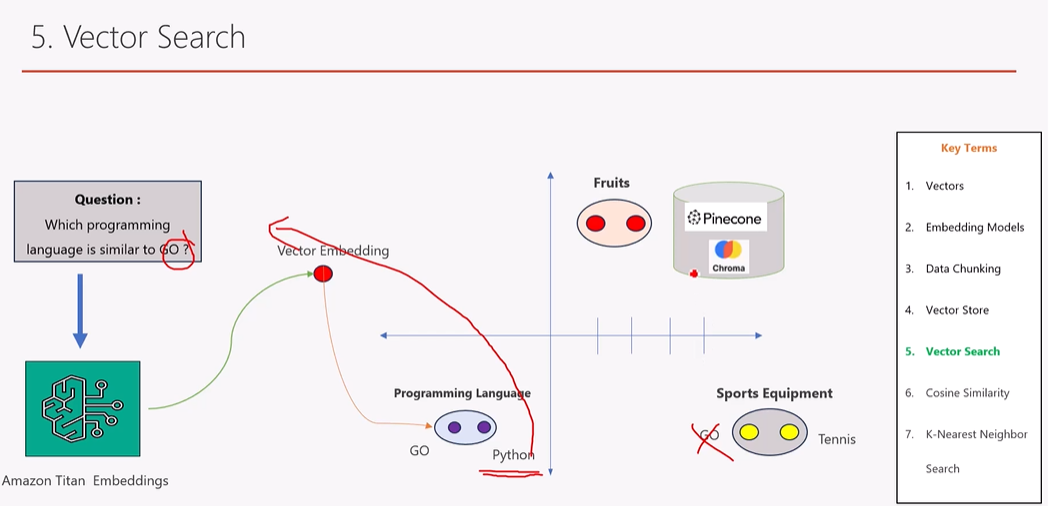 5. Vector Search
Question :
Which programming
language is similar to GO ?
Amazon Titan Embeddings
Vector Embedding
Fruits
Pinecone
Chroma
Programming Language
GO
Python
Sports Equipment
GO
Tennis
Key Terms
1. Vectors
2. Embedding Models
3. Data Chunking
4. Vector Store
5. Vector Search
6. Cosine Similarity
7. K-Nearest Neighbor
Search